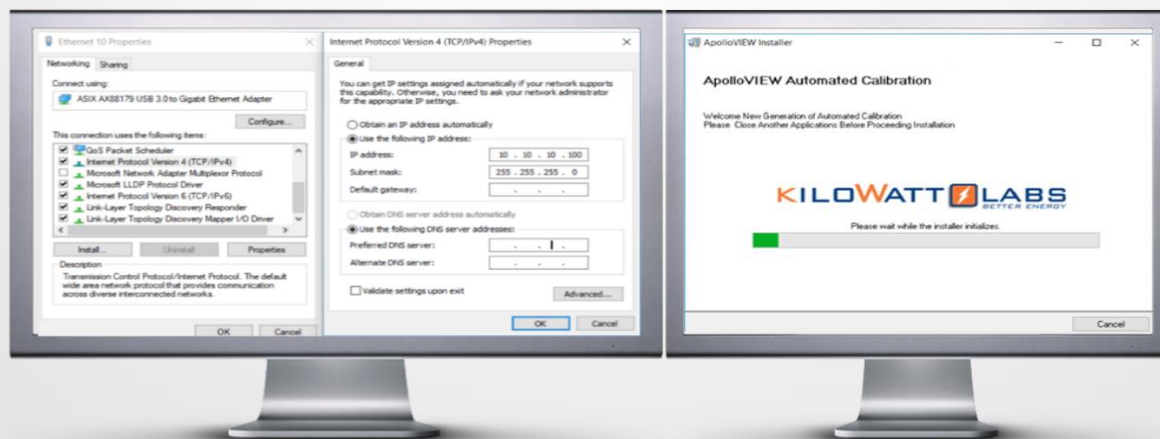 Ethernet 10 Properties
Networking Sharing
Connect using:
ASIX AX88179 USB 3.0 to Gigabit Ethernet Adapter
Configure...
This connection uses the following items:
QoS Packet Scheduler
Internet Protocol Version 4 (TCP/IPv4)
Microsoft Network Adapter Multiplexor Protocol
Microsoft LLDP Protocol Driver
Internet Protocol Version 6 (TCP/IPv6)
Link-Layer Topology Discovery Responder
Link-Layer Topology Discovery Mapper I/O Driver
Install... Uninstall Properties
Description
Transmission Control Protocol/Internet Protocol. The default
wide area network protocol that provides communication
across diverse interconnected networks.
OK Cancel
Internet Protocol Version 4 (TCP/IPv4) Properties
General
You can get IP settings assigned automatically if your network supports
this capability. Otherwise, you need to ask your network administrator
for the appropriate IP settings.
Obtain an IP address automatically
Use the following IP address:
IP address: 10 . 10 . 10 . 100
Subnet mask: 255 . 255 . 255 . 0
Default gateway: . . .
Obtain DNS server address automatically
Use the following DNS server addresses:
Preferred DNS server: . . .
Alternate DNS server: . . .
Validate settings upon exit
Advanced...
OK Cancel
ApolloVIEW Installer
ApolloVIEW Automated Calibration
Welcome New Generation of Automated Calibration
Please Close Another Applications Before Proceeding Installation
KILOWATT LABS
BETTER ENERGY
Please wait while the installer initializes.
Cancel